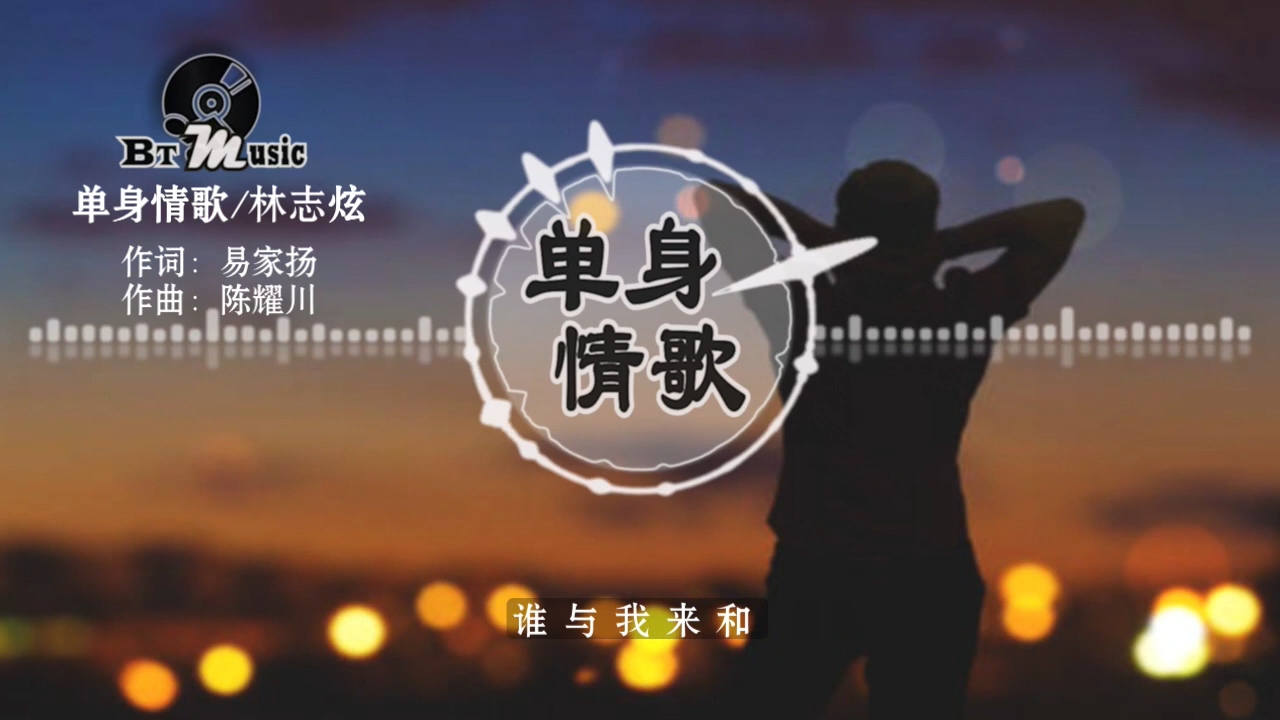 BT Music
单身情歌/林志炫
作词：易家扬
作曲：陈耀川
单身
情歌
谁与我来和